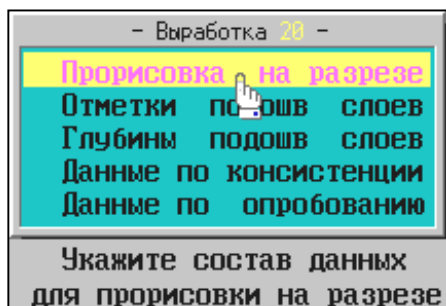 - Выработка 20 -
Прорисовка на разрезе
Отметки подошв слоев
Глубины подошв слоев
Данные по консистенции
Данные по опробованию
Укажите состав данных
для прорисовки на разрезе